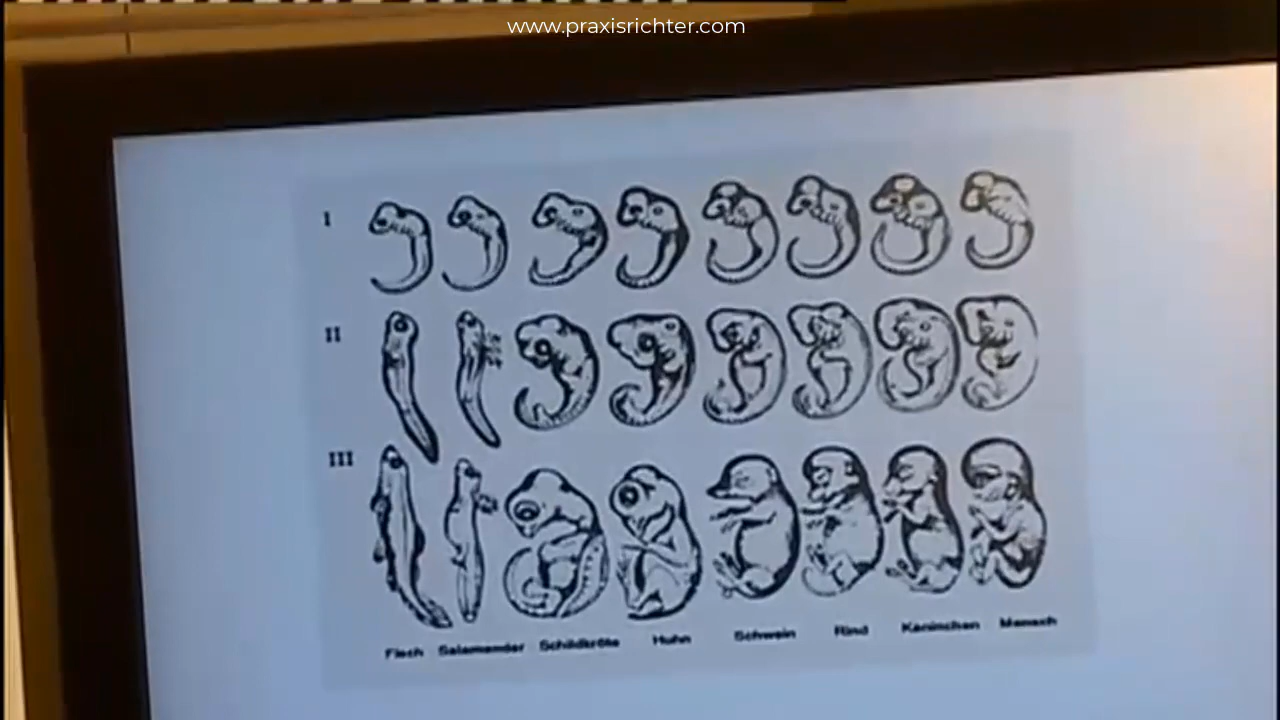 www.praxisrichter.com
I
II
III
Fisch Salamander Schildkröte Huhn Schwein Rind Kaninchen Mensch